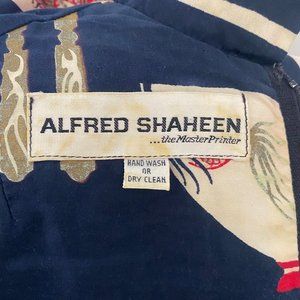 ALFRED SHAHEEN
...the Master Printer
HAND WASH
OR
DRY CLEAN